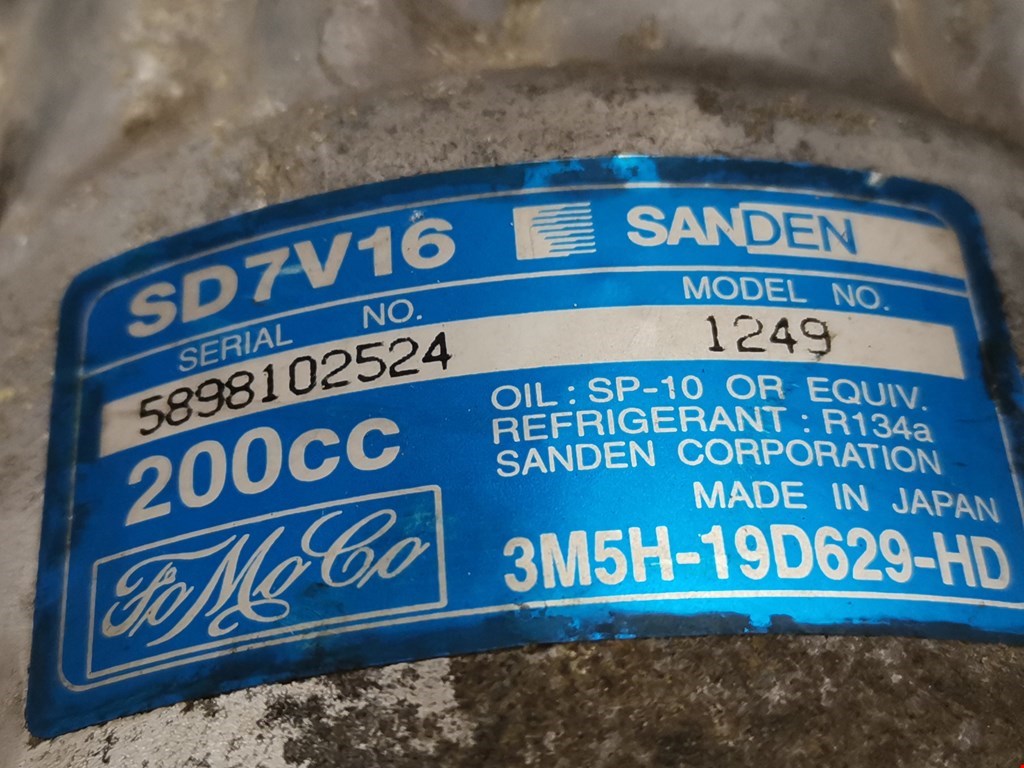 SD7V16 SANDEN
SERIAL NO. MODEL NO.
5898102524 1249
200cc
OIL : SP-10 OR EQUIV.
REFRIGERANT : R134a
SANDEN CORPORATION
MADE IN JAPAN
FoMoCo
3M5H-19D629-HD